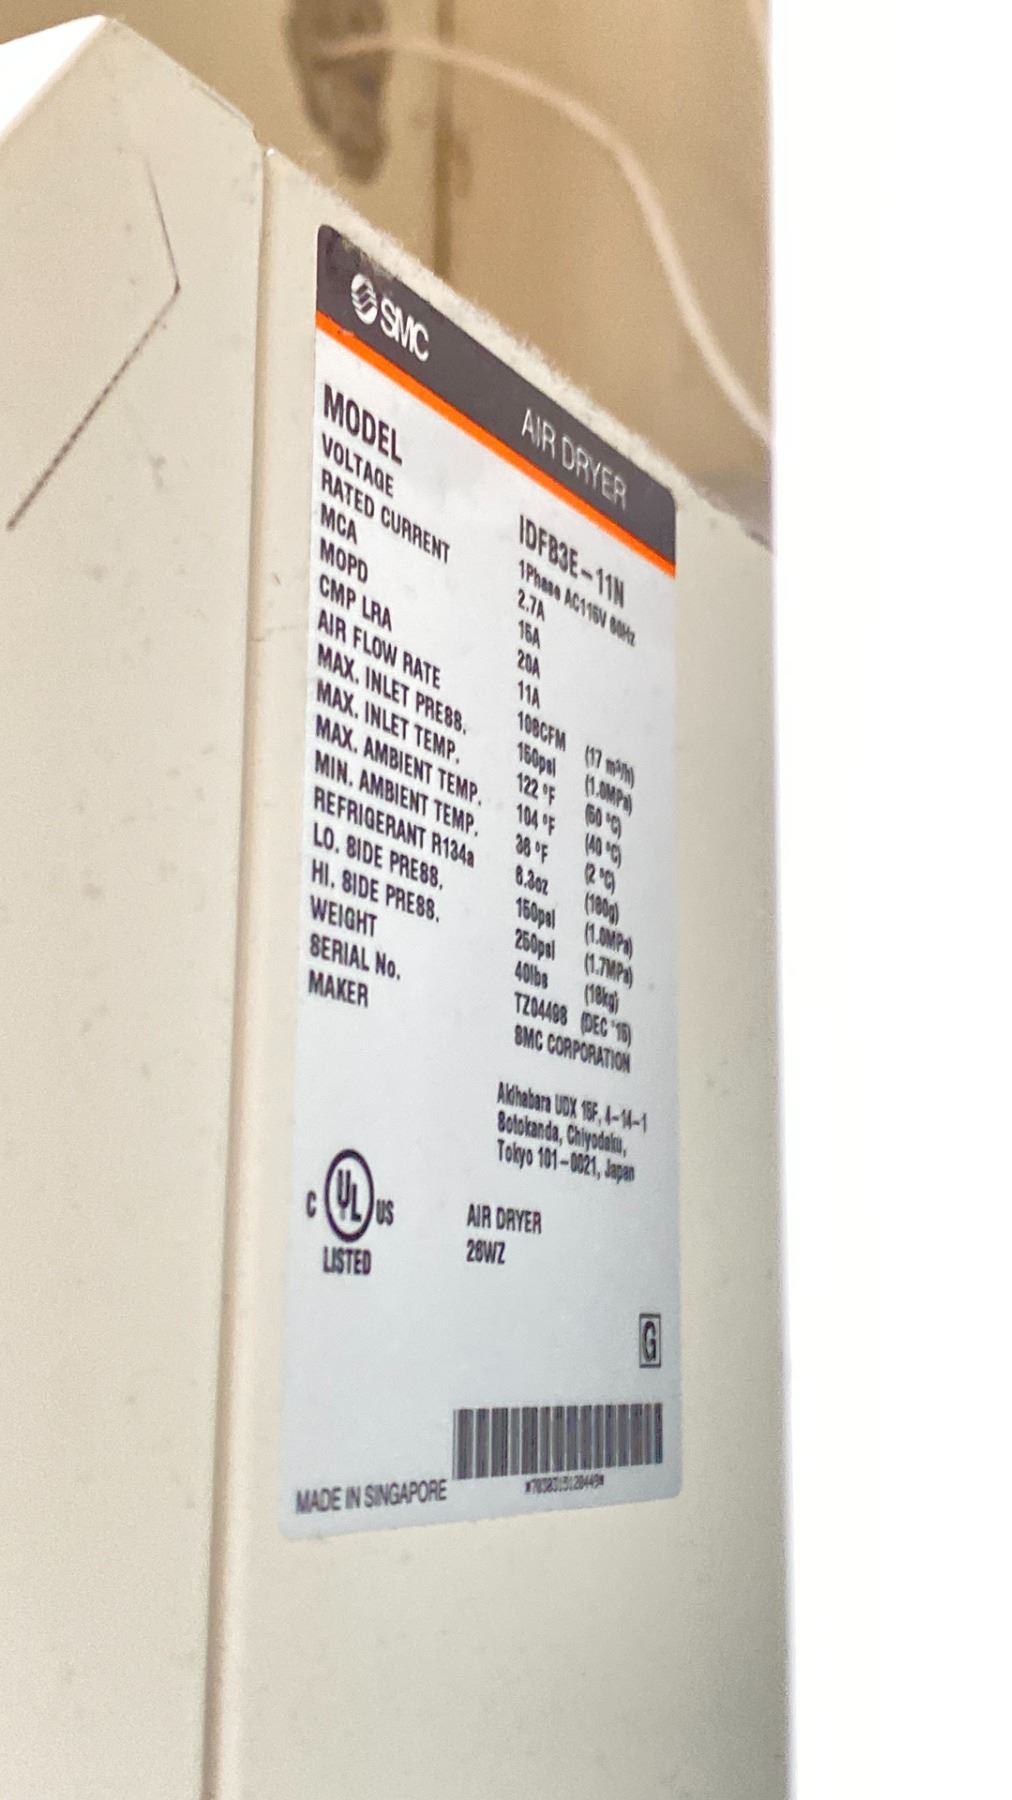 SMC
AIR DRYER
MODEL IDFB3E-11N
VOLTAGE 1Phase AC115V 60Hz
RATED CURRENT 2.7A
MCA 15A
MOPD 20A
CMP LRA 11A
AIR FLOW RATE (17 m³/h)
MAX. INLET PRESS. 150psi (1.0MPa)
MAX. INLET TEMP. 122 °F (50 °C)
MAX. AMBIENT TEMP. 104 °F (40 °C)
MIN. AMBIENT TEMP. (2 °C)
REFRIGERANT R134a 6.3oz (180g)
LO. SIDE PRESS. 150psi (1.0MPa)
HI. SIDE PRESS. 250psi (1.7MPa)
WEIGHT 40lbs (18kg)
SERIAL No. TZ04498 (DEC '15)
MAKER SMC CORPORATION
Akihabara UDX 15F, 4-14-1
Sotokanda, Chiyodaku,
Tokyo 101-0021, Japan
C UL US
LISTED
AIR DRYER
26WZ
G
MADE IN SINGAPORE